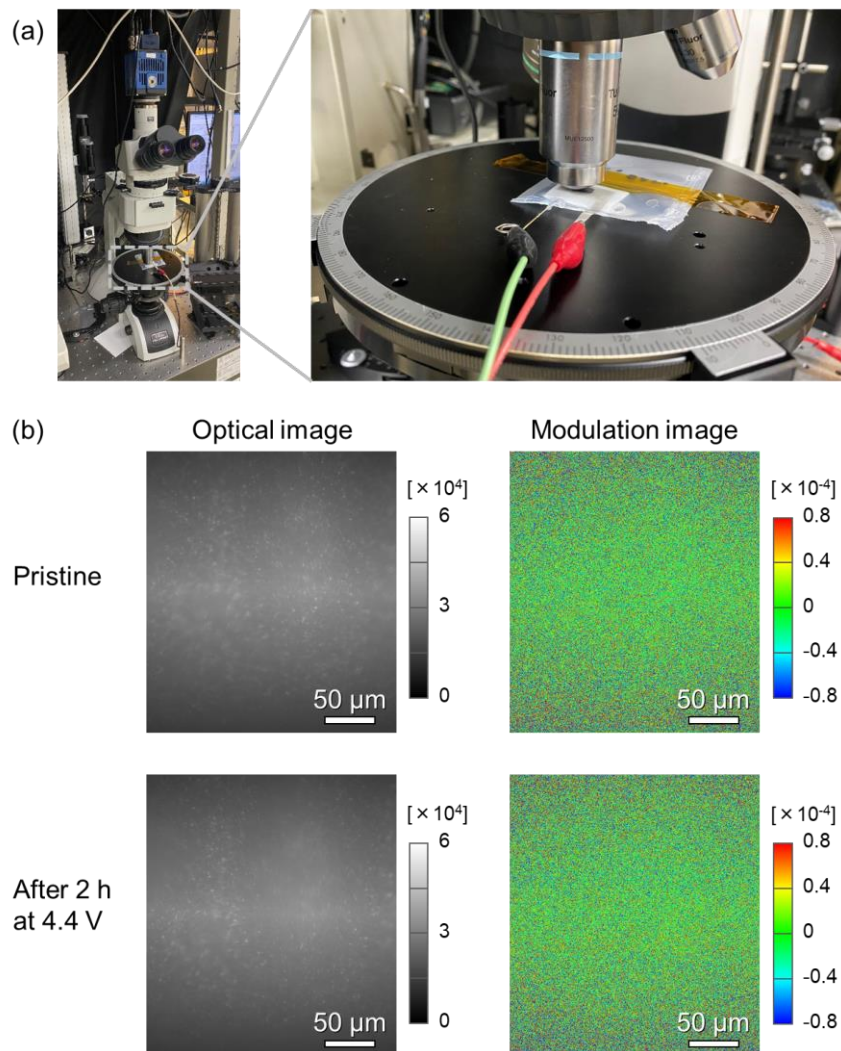 (a)
(b)
Optical image
Modulation image
Pristine
[×10⁴]
6
3
0
50 µm
[×10⁻⁴]
0.8
0.4
0
-0.4
-0.8
50 µm
After 2 h
at 4.4 V
[×10⁴]
6
3
0
50 µm
[×10⁻⁴]
0.8
0.4
0
-0.4
-0.8
50 µm